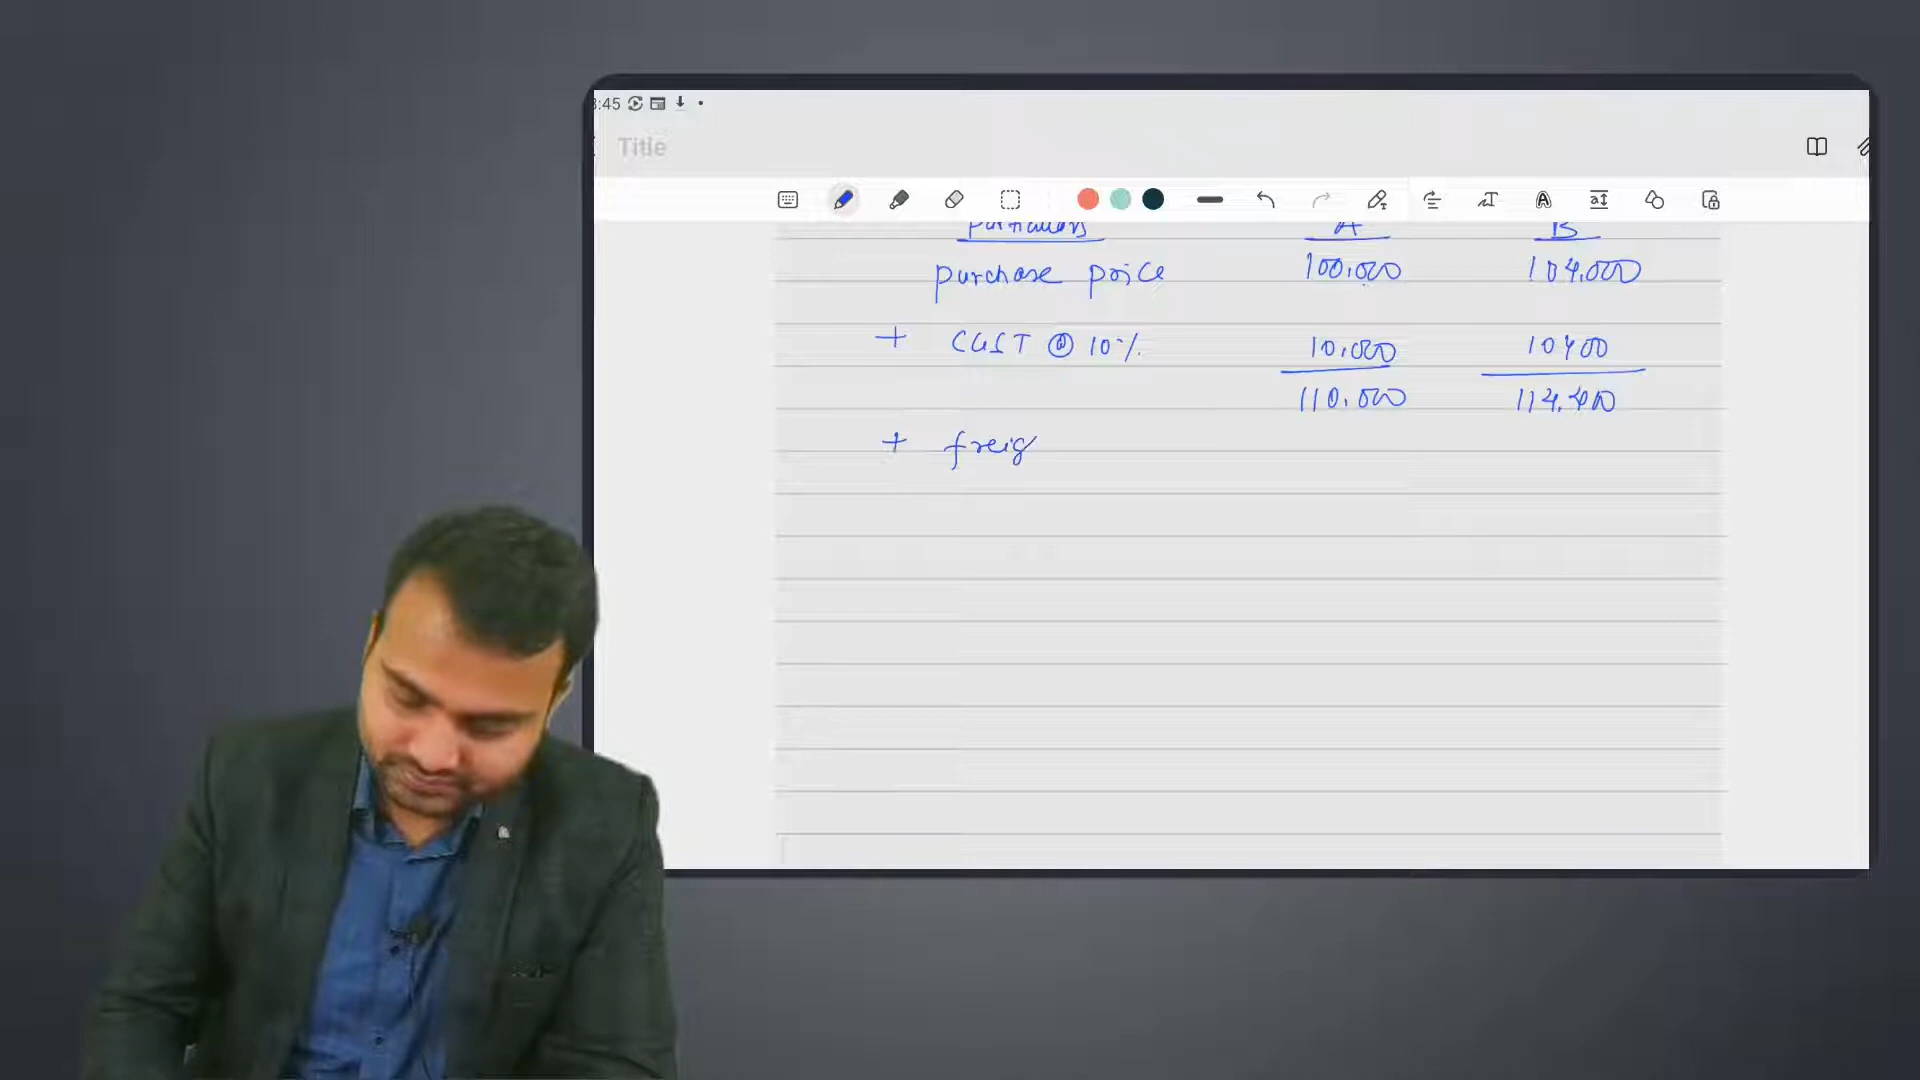 :45
Title
particulars A B
purchase price 100,000 104,000
+ CGST @ 10% 10,000 10400
110,000 114,400
+ freig